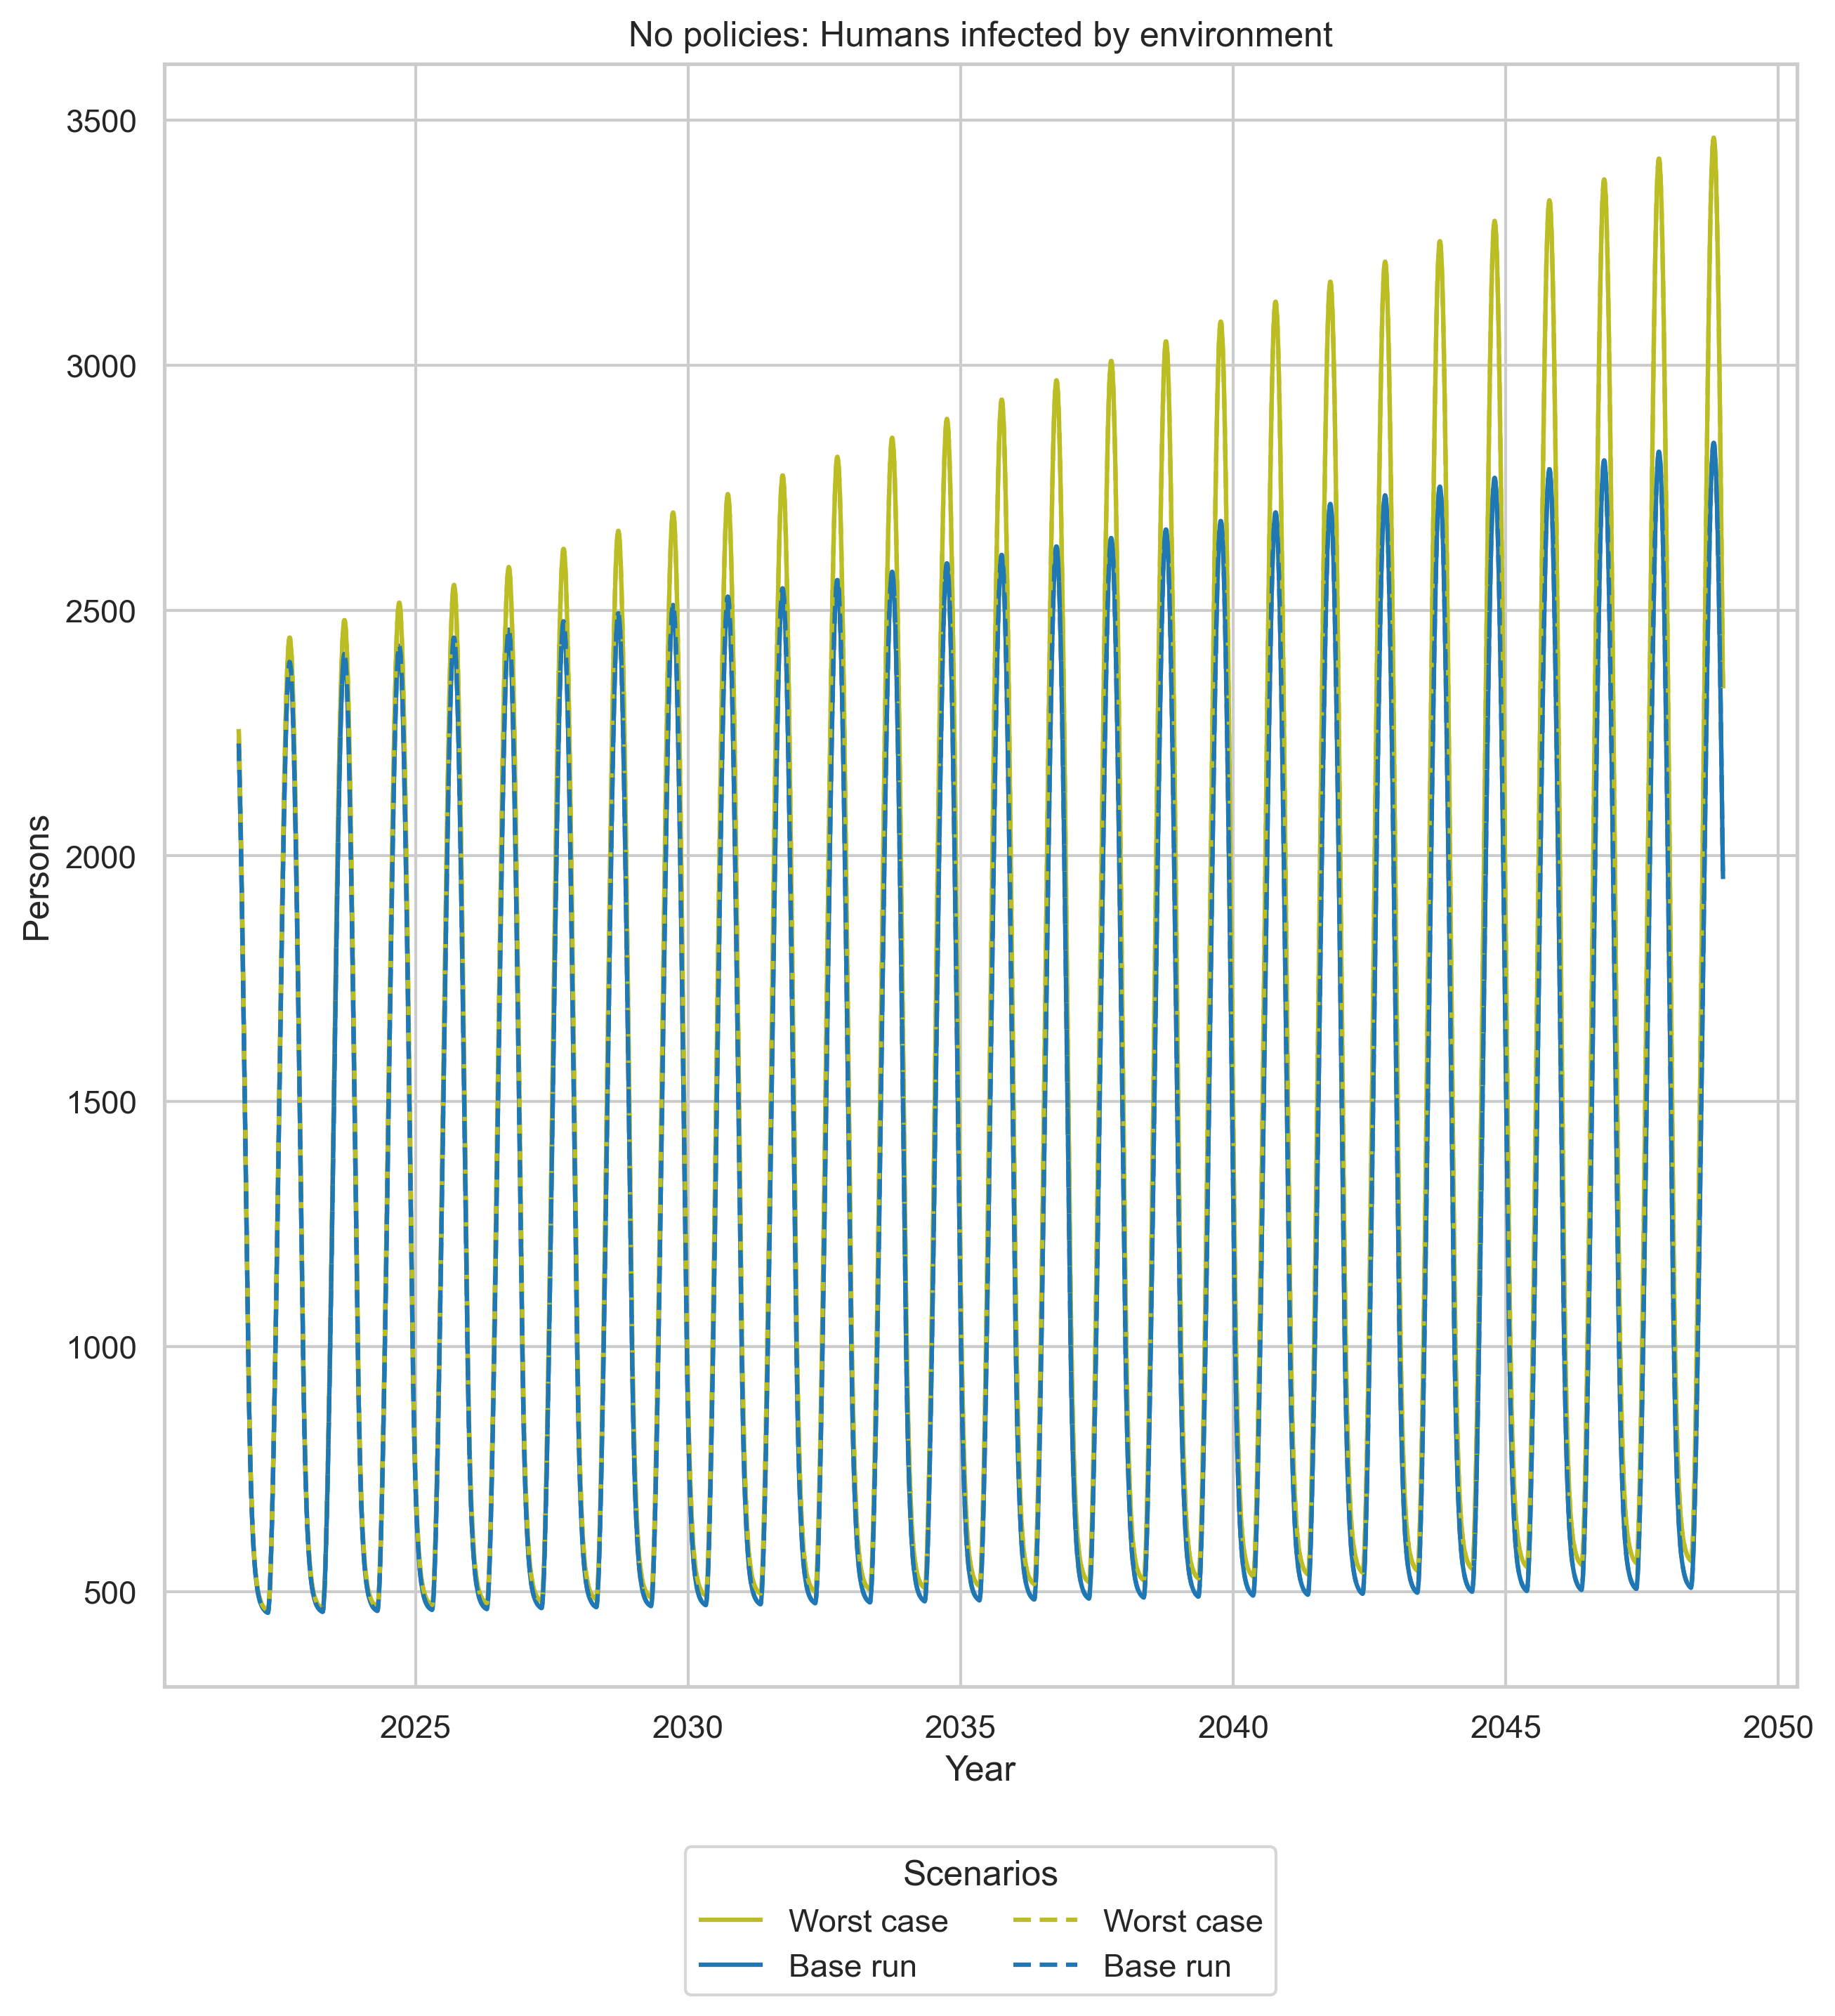 No policies: Humans infected by environment
3500
3000
2500
2000
1500
1000
500
Persons
2025 2030 2035 2040 2045 2050
Year
Scenarios
Worst case Worst case
Base run Base run